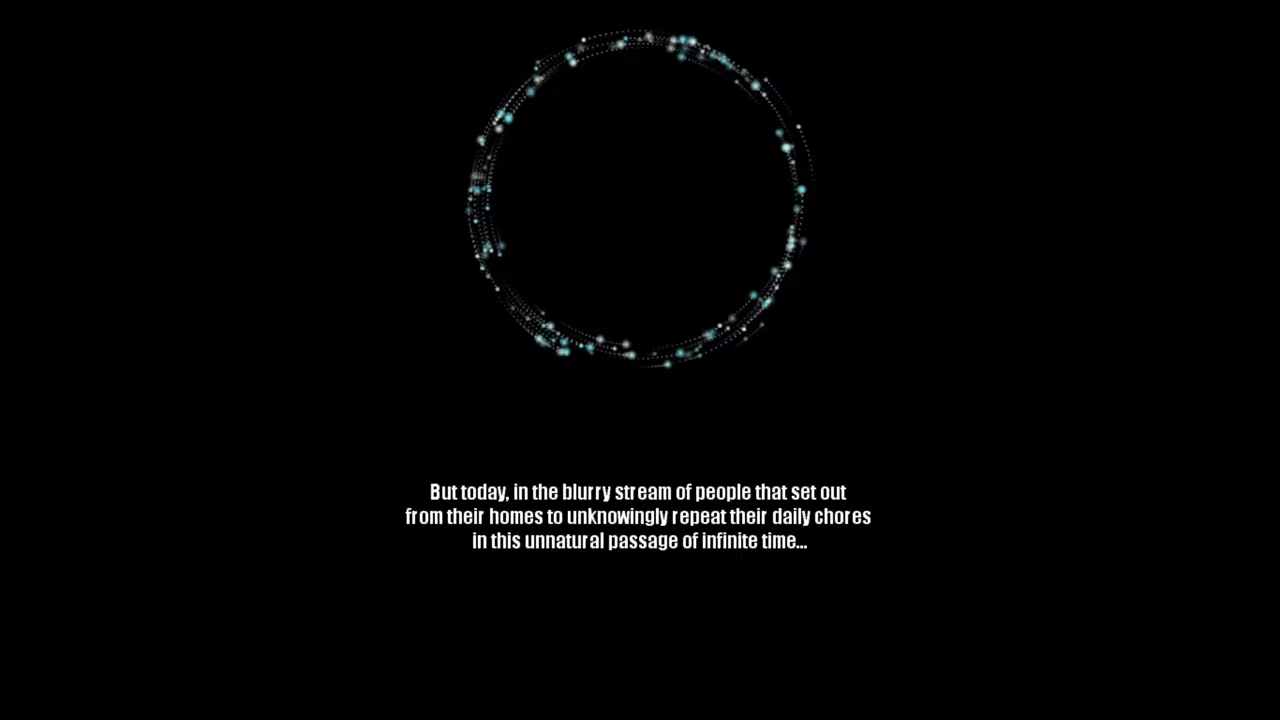 But today, in the blurry stream of people that set out
from their homes to unknowingly repeat their daily chores
in this unnatural passage of infinite time...